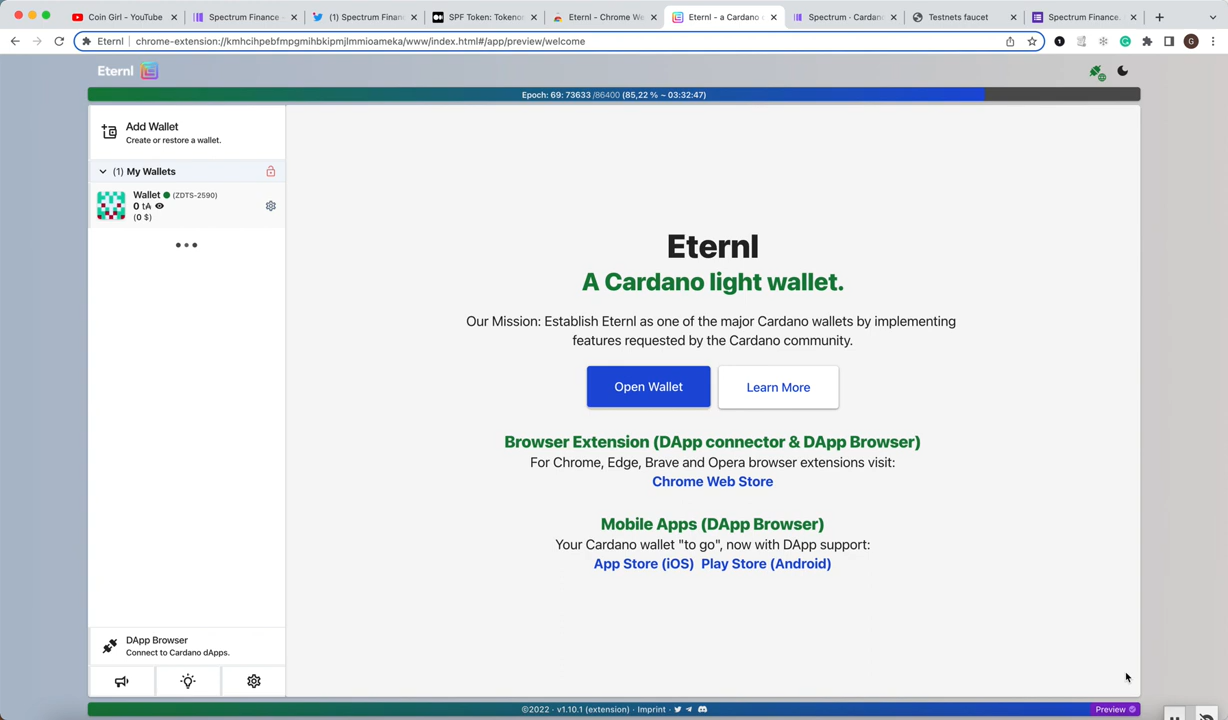 Coin Girl - YouTube
Spectrum Finance
(1) Spectrum Financ
SPF Token: Tokenom
Eternl - Chrome We
Eternl - a Cardano
Spectrum · Cardano
Testnets faucet
Spectrum Finance
Eternl
chrome-extension://kmhcihpebfmpgmihbkipmjlmmioameka/www/index.html#/app/preview/welcome
G
Eternl
Epoch: 69: 73633 /86400 (85,22 % ~ 03:32:47)
Add Wallet
Create or restore a wallet.
(1) My Wallets
Wallet (ZDTS-2590)
0 t₳
(0 $)
Eternl
A Cardano light wallet.
Our Mission: Establish Eternl as one of the major Cardano wallets by implementing
features requested by the Cardano community.
Open Wallet
Learn More
Browser Extension (DApp connector & DApp Browser)
For Chrome, Edge, Brave and Opera browser extensions visit:
Chrome Web Store
Mobile Apps (DApp Browser)
Your Cardano wallet "to go", now with DApp support:
App Store (iOS) Play Store (Android)
DApp Browser
Connect to Cardano dApps.
©2022 · v1.10.1 (extension) · Imprint ·
Preview